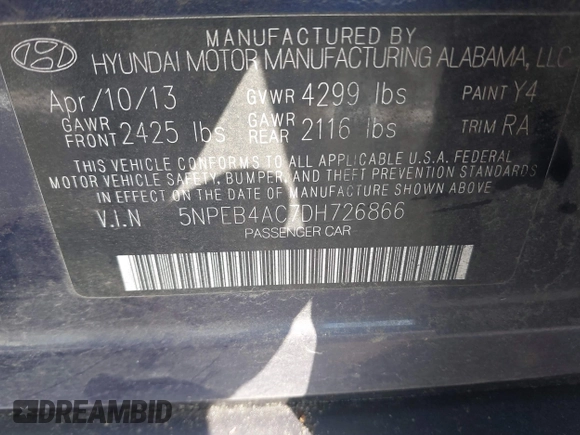 MANUFACTURED BY
HYUNDAI MOTOR MANUFACTURING ALABAMA, LLC
Apr/10/13 GVWR 4299 lbs PAINT Y4
GAWR FRONT 2425 lbs GAWR REAR 2116 lbs TRIM RA
THIS VEHICLE CONFORMS TO ALL APPLICABLE U.S.A. FEDERAL
MOTOR VEHICLE SAFETY, BUMPER, AND THEFT PREVENTION STANDARDS
IN EFFECT ON THE DATE OF MANUFACTURE SHOWN ABOVE.
V.I.N 5NPEB4AC7DH726866
PASSENGER CAR
DREAMBID